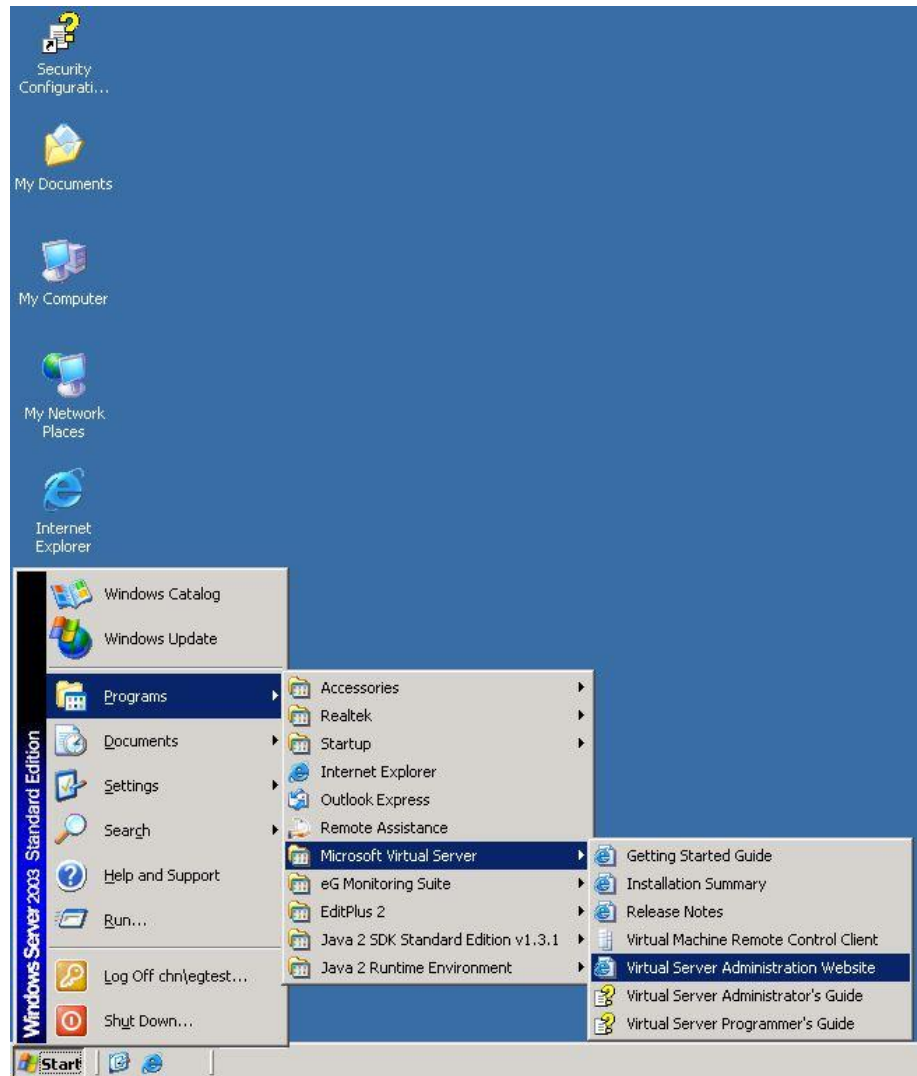 Security
Configurati...
My Documents
My Computer
My Network
Places
Internet
Explorer
Windows Server 2003 Standard Edition
Windows Catalog
Windows Update
Programs
Documents
Settings
Search
Help and Support
Run...
Log Off chn\egtest...
Shut Down...
Accessories
Realtek
Startup
Internet Explorer
Outlook Express
Remote Assistance
Microsoft Virtual Server
eG Monitoring Suite
EditPlus 2
Java 2 SDK Standard Edition v1.3.1
Java 2 Runtime Environment
Getting Started Guide
Installation Summary
Release Notes
Virtual Machine Remote Control Client
Virtual Server Administration Website
Virtual Server Administrator's Guide
Virtual Server Programmer's Guide
Start